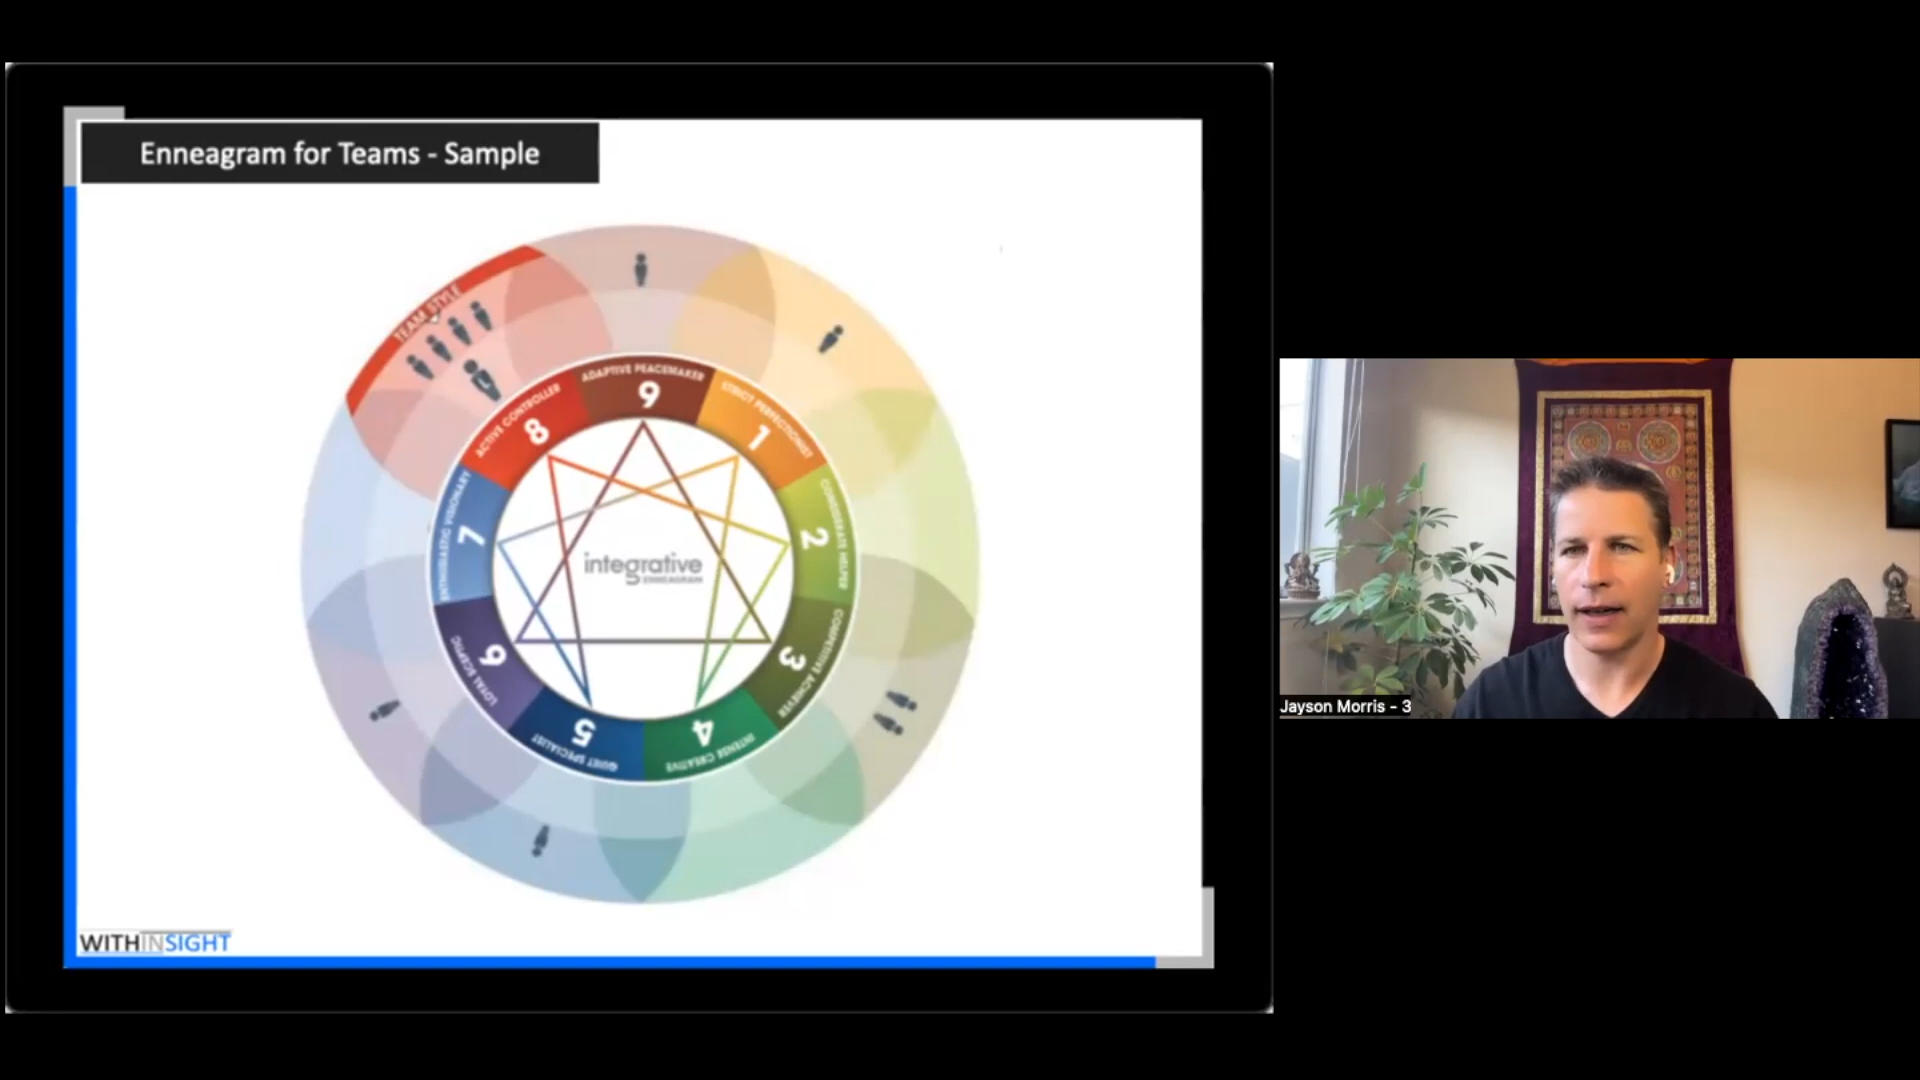 Enneagram for Teams - Sample
TEAM STYLE
ADAPTIVE PEACEMAKER
9
STRICT PERFECTIONIST
1
CONSIDERATE HELPER
2
COMPETITIVE ACHIEVER
3
INTENSE CREATIVE
4
QUIET SPECIALIST
5
LOYAL SCEPTIC
6
ENTHUSIASTIC VISIONARY
7
ACTIVE CONTROLLER
8
integrative
ENNEAGRAM
WITHINSIGHT
Jayson Morris - 3